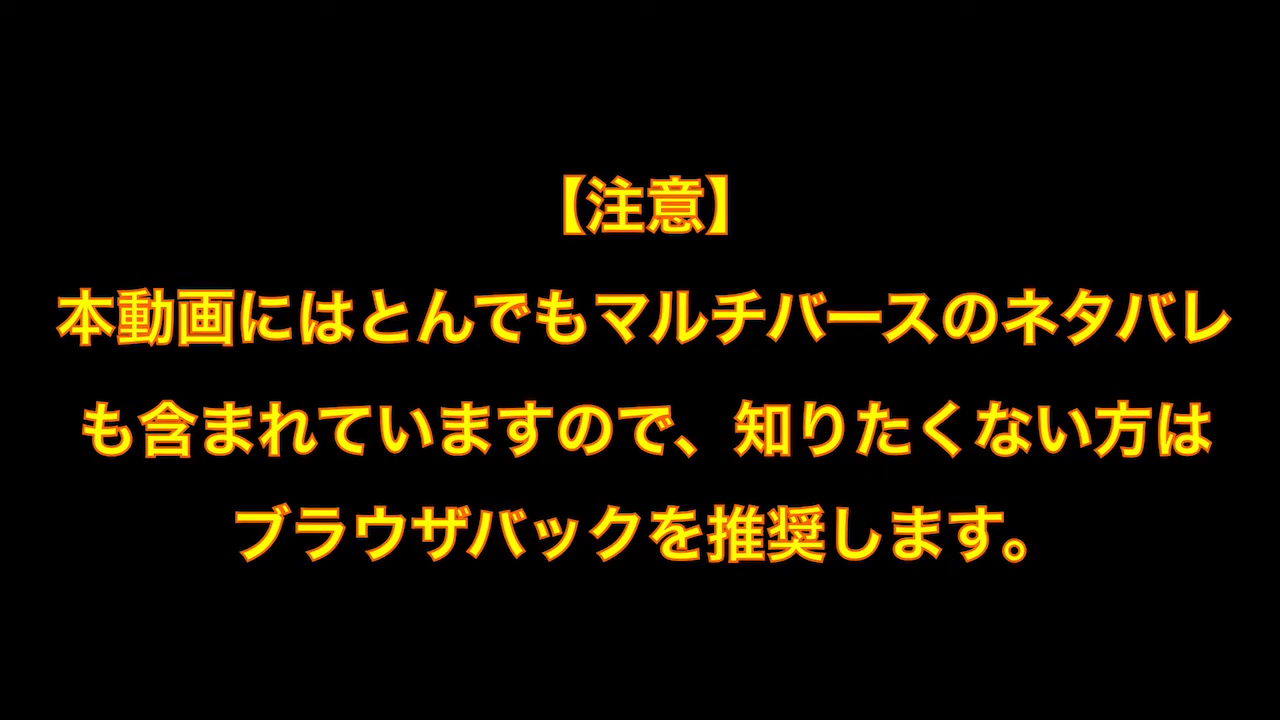 【注意】
本動画にはとんでもマルチバースのネタバレ
も含まれていますので、知りたくない方は
ブラウザバックを推奨します。